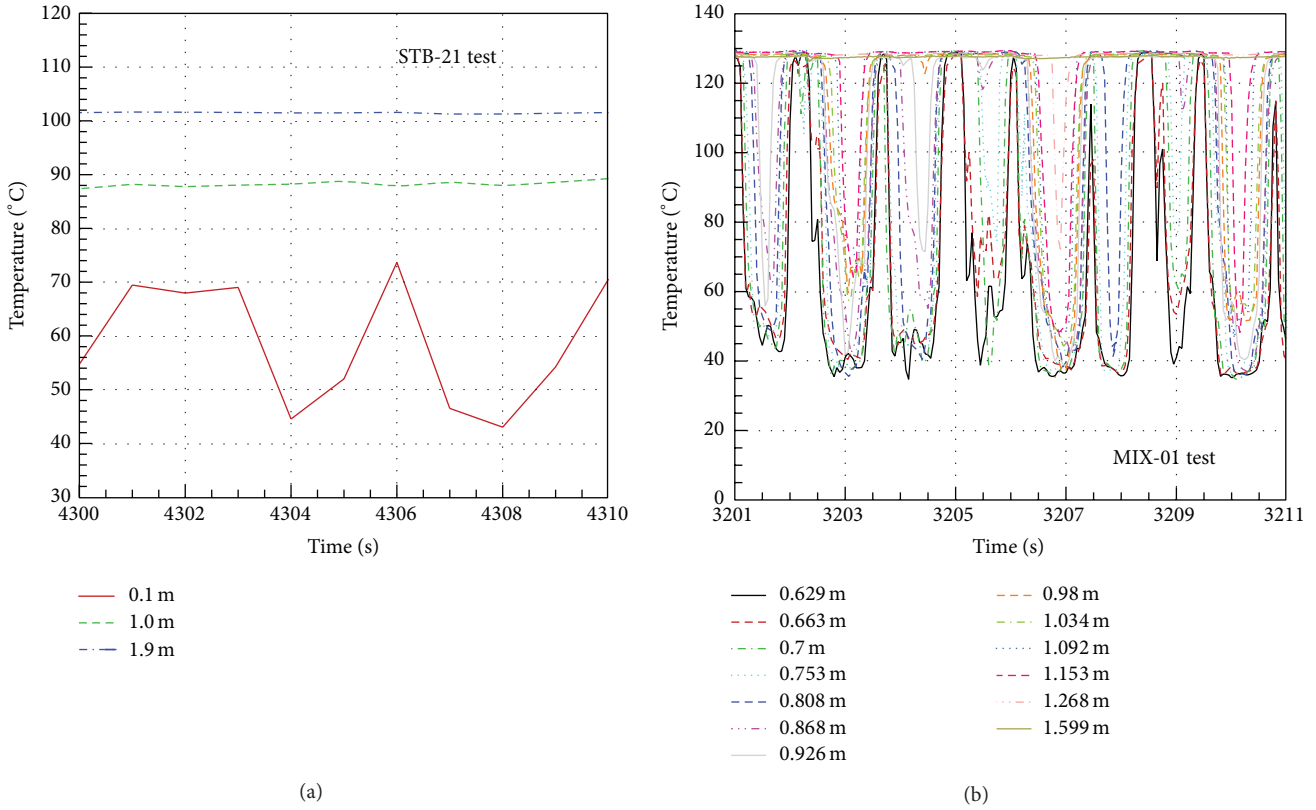 120
110
100
90
80
70
60
50
40
30
Temperature (°C)
STB-21 test
4300 4302 4304 4306 4308 4310
Time (s)
0.1 m
1.0 m
1.9 m
(a)
140
120
100
80
60
40
20
0
Temperature (°C)
MIX-01 test
3201 3203 3205 3207 3209 3211
Time (s)
0.629 m
0.663 m
0.7 m
0.753 m
0.808 m
0.868 m
0.926 m
0.98 m
1.034 m
1.092 m
1.153 m
1.268 m
1.599 m
(b)